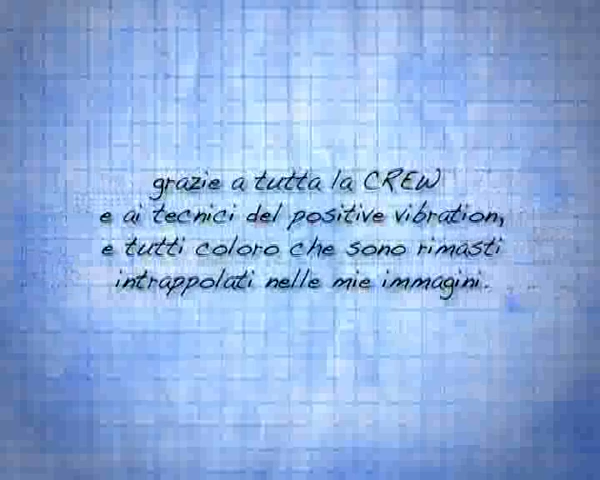 grazie a tutta la CREW
e ai tecnici del positive vibration,
e tutti coloro che sono rimasti
intrappolati nelle mie immagini.